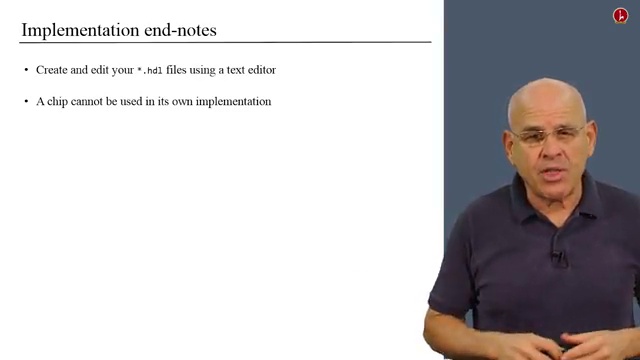 Implementation end-notes
• Create and edit your *.hdl files using a text editor
• A chip cannot be used in its own implementation